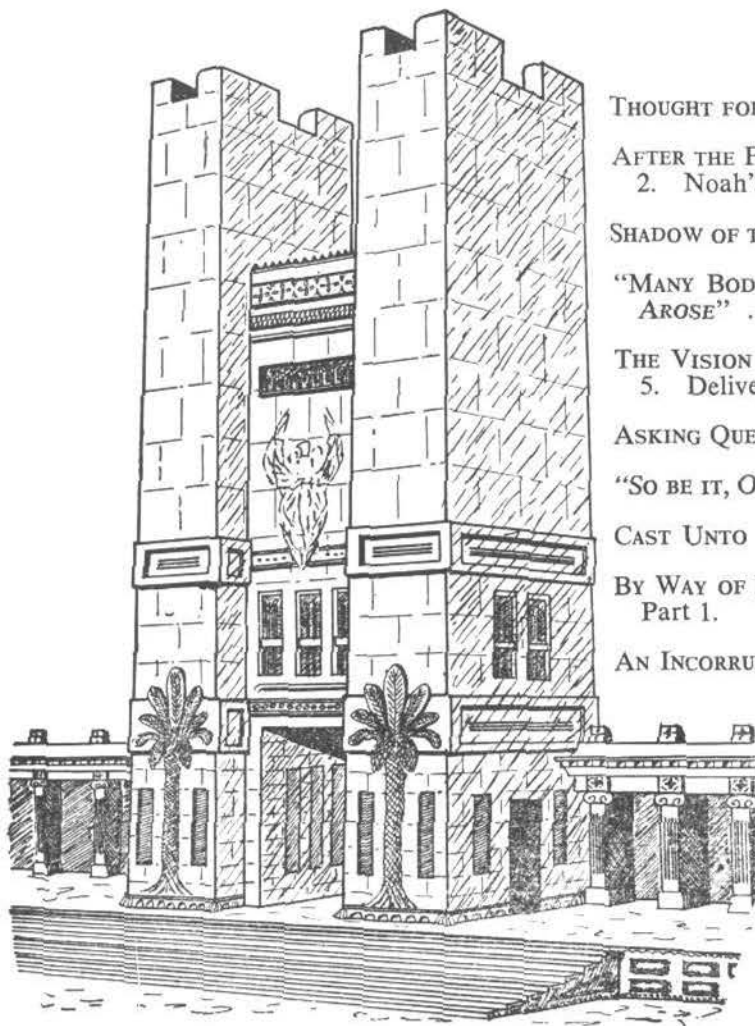 THOUGHT FOR
AFTER THE
2. Noah'
SHADOW OF
"MANY BOD
AROSE" .
THE VISION
5. Delive
ASKING QUE
"SO BE IT, O
CAST UNTO
BY WAY OF
Part 1.
AN INCORRU